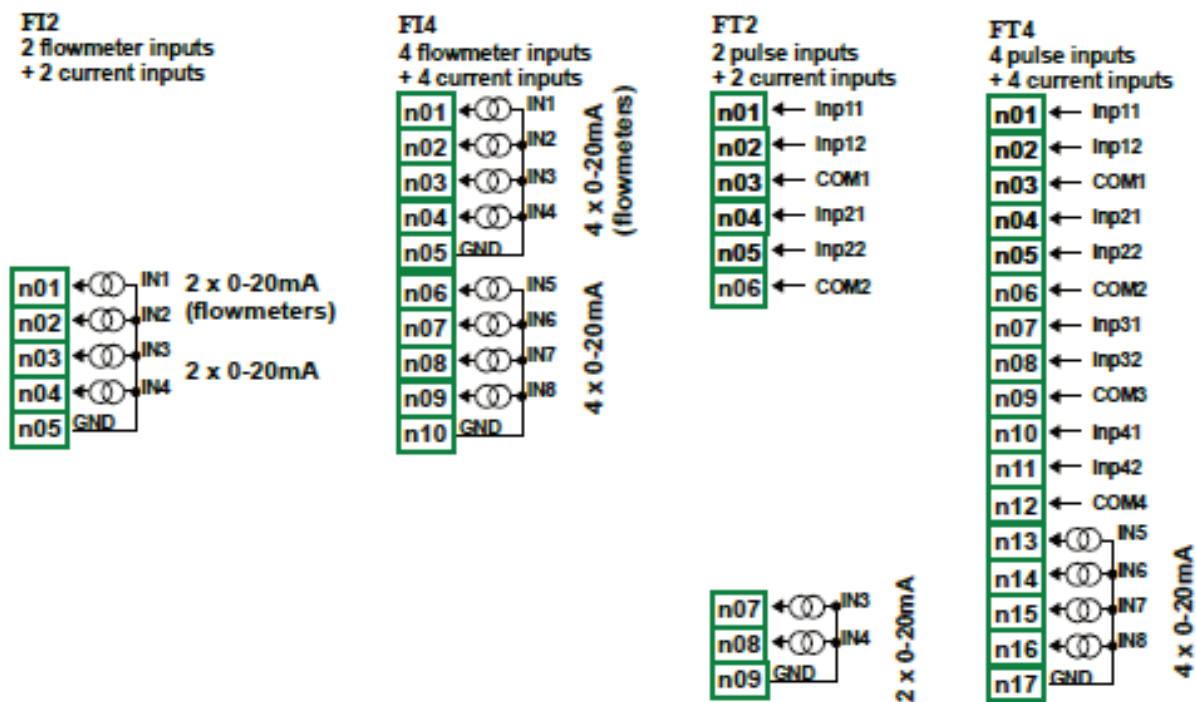 FI2
2 flowmeter inputs
+ 2 current inputs
n01 IN1
n02 IN2
n03 IN3
n04 IN4
n05 GND
2 x 0-20mA
(flowmeters)
2 x 0-20mA
FI4
4 flowmeter inputs
+ 4 current inputs
n01 IN1
n02 IN2
n03 IN3
n04 IN4
n05 GND
4 x 0-20mA
(flowmeters)
n06 IN5
n07 IN6
n08 IN7
n09 IN8
n10 GND
4 x 0-20mA
FT2
2 pulse inputs
+ 2 current inputs
n01 Inp11
n02 Inp12
n03 COM1
n04 Inp21
n05 Inp22
n06 COM2
n07 IN3
n08 IN4
n09 GND
2 x 0-20mA
FT4
4 pulse inputs
+ 4 current inputs
n01 Inp11
n02 Inp12
n03 COM1
n04 Inp21
n05 Inp22
n06 COM2
n07 Inp31
n08 Inp32
n09 COM3
n10 Inp41
n11 Inp42
n12 COM4
n13 IN5
n14 IN6
n15 IN7
n16 IN8
n17 GND
4 x 0-20mA